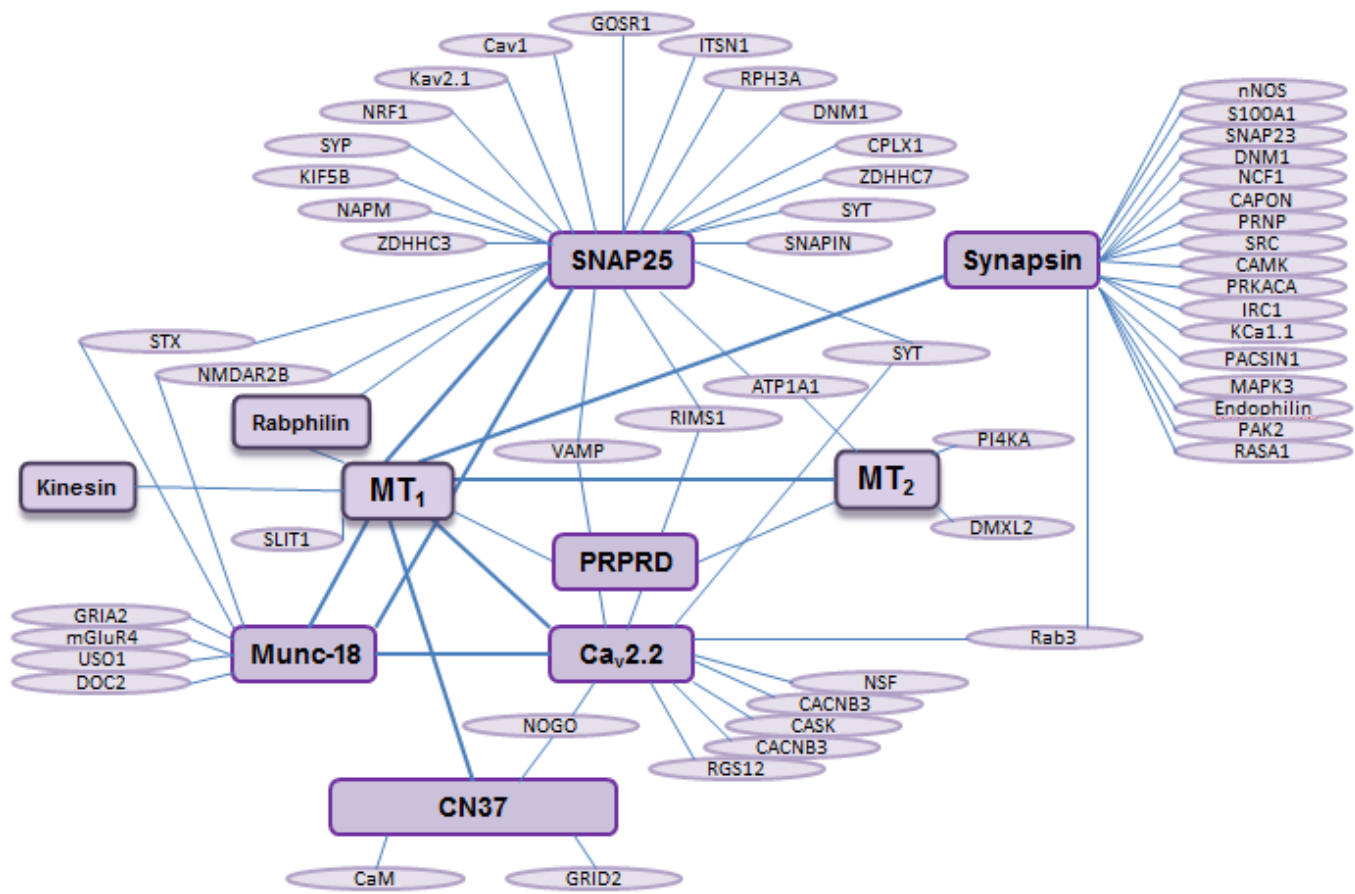 GOSR1
Cav1
ITSN1
Kav2.1
RPH3A
NRF1
DNM1
SYP
CPLX1
KIF5B
ZDHHC7
NAPM
SYT
ZDHHC3
SNAPIN
SNAP25
Synapsin
nNOS
S100A1
SNAP23
DNM1
NCF1
CAPON
PRNP
SRC
CAMK
PRKACA
IRC1
KCa1.1
PACSIN1
MAPK3
Endophilin
PAK2
RASA1
STX
SYT
NMDAR2B
ATP1A1
Rabphilin
RIMS1
VAMP
PI4KA
Kinesin
MT₁
MT₂
SLIT1
DMXL2
PRPRD
GRIA2
mGluR4
USO1
DOC2
Munc-18
Caᵥ2.2
Rab3
NSF
CACNB3
CASK
CACNB3
RGS12
NOGO
CN37
CaM
GRID2